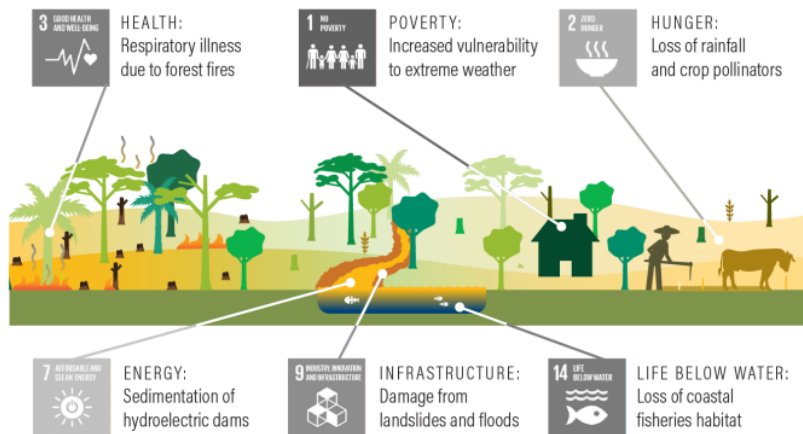 3 GOOD HEALTH
AND WELL-BEING
HEALTH:
Respiratory illness
due to forest fires
1 NO
POVERTY
POVERTY:
Increased vulnerability
to extreme weather
2 ZERO
HUNGER
HUNGER:
Loss of rainfall
and crop pollinators
7 AFFORDABLE AND
CLEAN ENERGY
ENERGY:
Sedimentation of
hydroelectric dams
9 INDUSTRY, INNOVATION
AND INFRASTRUCTURE
INFRASTRUCTURE:
Damage from
landslides and floods
14 LIFE
BELOW WATER
LIFE BELOW WATER:
Loss of coastal
fisheries habitat